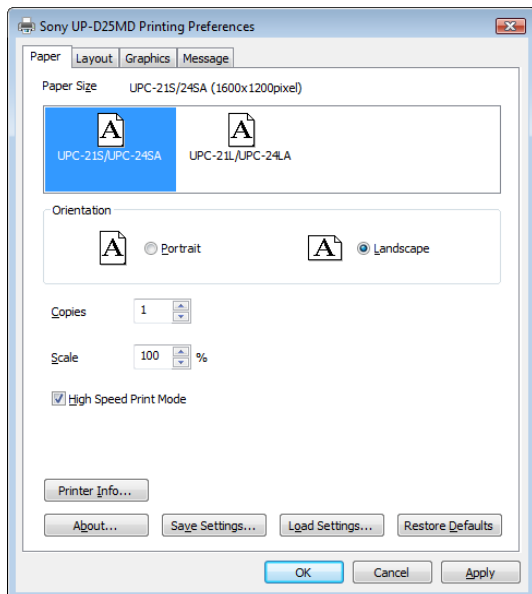 Sony UP-D25MD Printing Preferences
Paper Layout Graphics Message
Paper Size UPC-21S/24SA (1600x1200pixel)
A A
UPC-21S/UPC-24SA UPC-21L/UPC-24LA
Orientation
A Portrait A Landscape
Copies 1
Scale 100 %
High Speed Print Mode
Printer Info...
About... Save Settings... Load Settings... Restore Defaults
OK Cancel Apply